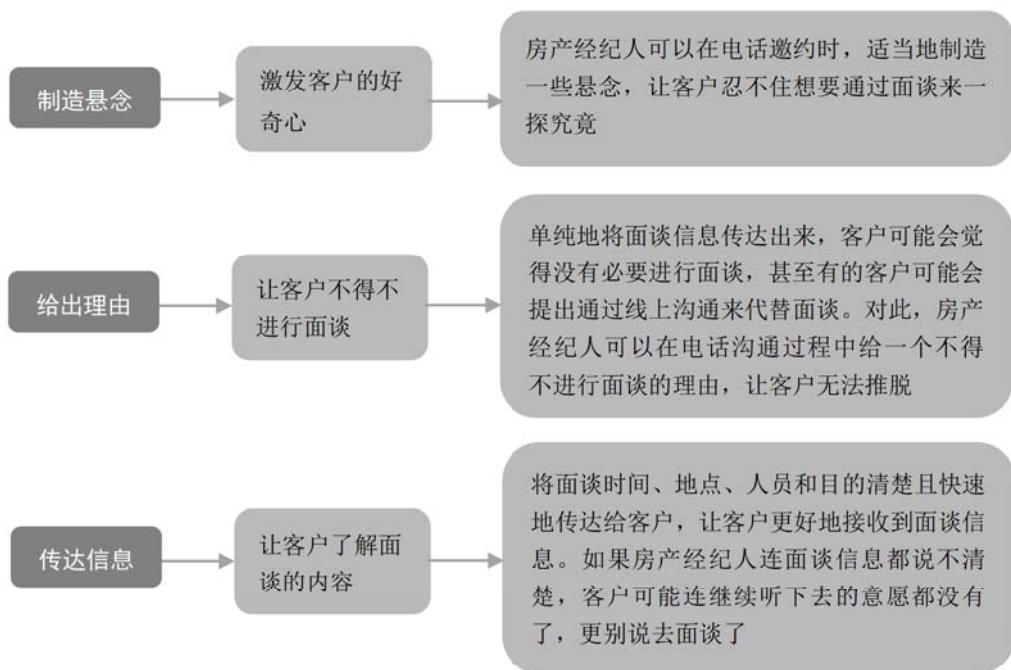 制造悬念
激发客户的好
奇心
房产经纪人可以在电话邀约时，适当地制造
一些悬念，让客户忍不住想要通过面谈来一
探究竟
给出理由
让客户不得不
进行面谈
单纯地将面谈信息传达出来，客户可能会觉
得没有必要进行面谈，甚至有的客户可能会
提出通过线上沟通来代替面谈。对此，房产
经纪人可以在电话沟通过程中给一个不得
不进行面谈的理由，让客户无法推脱
传达信息
让客户了解面
谈的内容
将面谈时间、地点、人员和目的清楚且快速
地传达给客户，让客户更好地接收到面谈信
息。如果房产经纪人连面谈信息都说不清
楚，客户可能连继续听下去的意愿都没有
了，更别说去面谈了